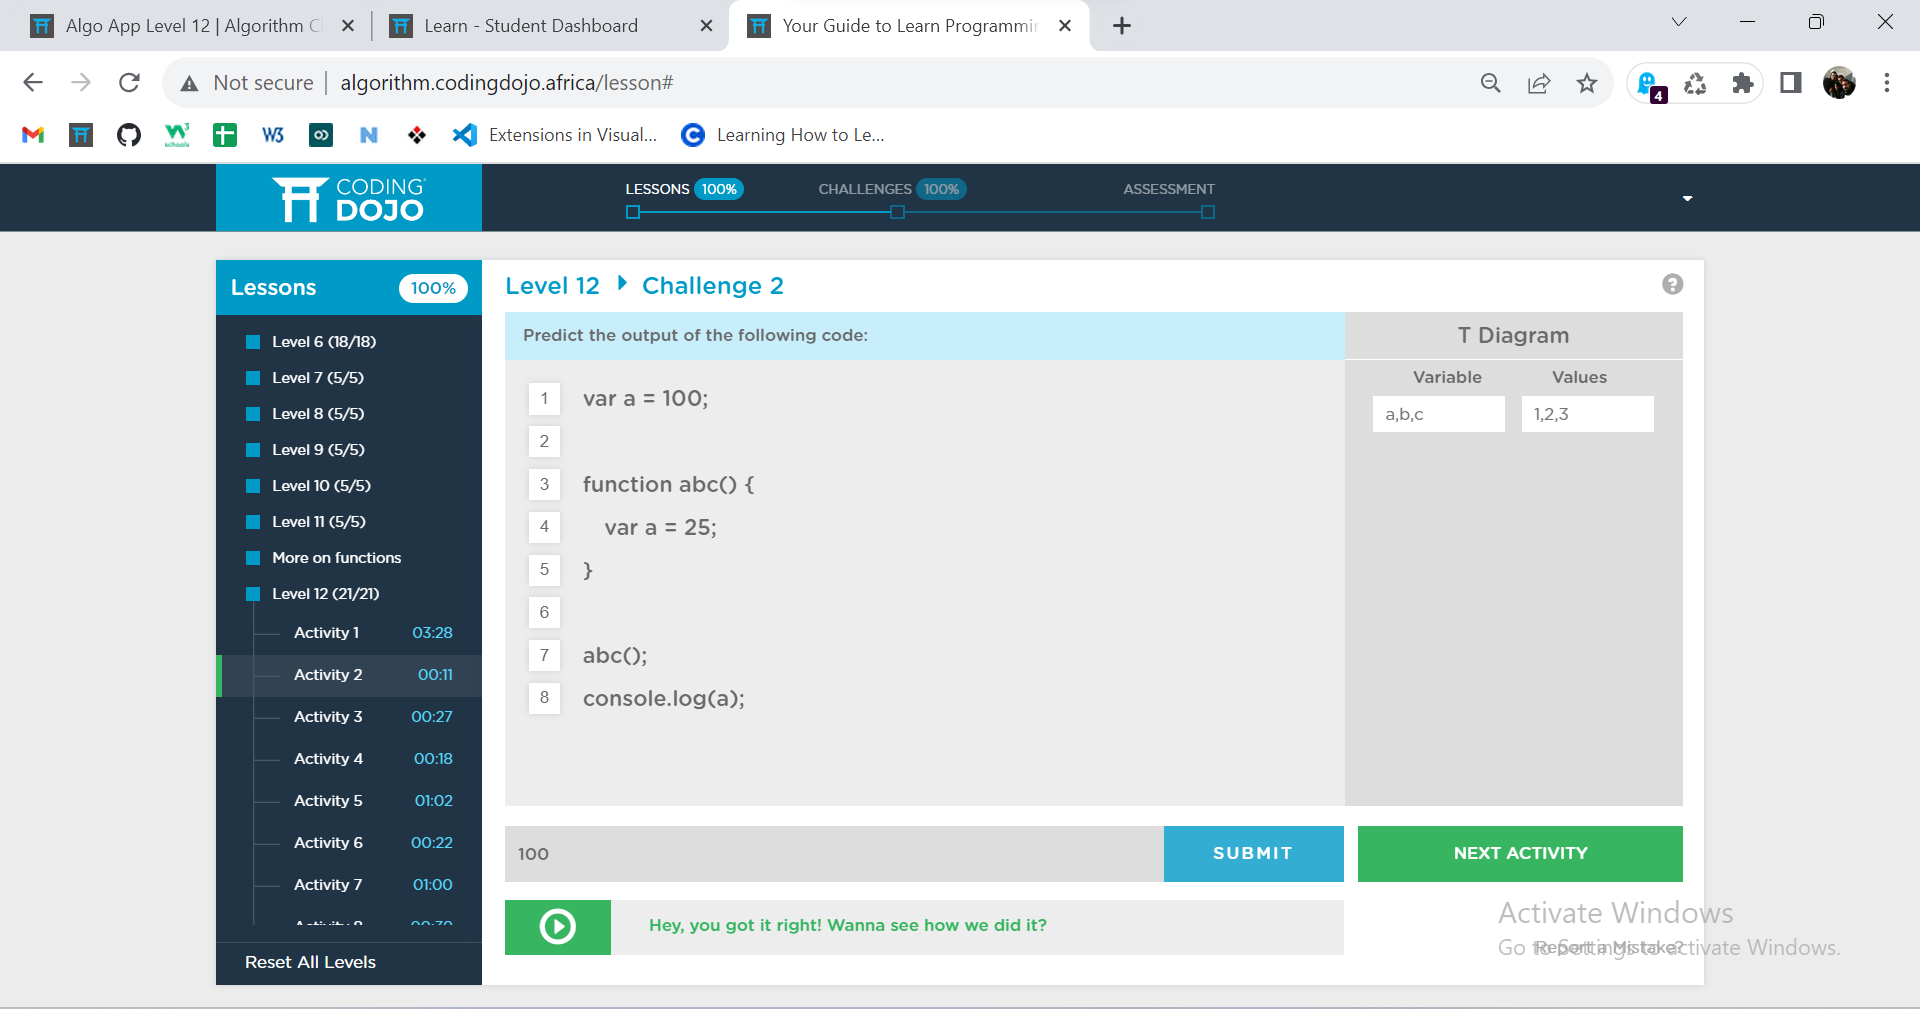 Algo App Level 12 | Algorithm C
Learn - Student Dashboard
Your Guide to Learn Programmin
Not secure
algorithm.codingdojo.africa/lesson#
4
W3
schools
W3
N
Extensions in Visual...
C
Learning How to Le...
CODING
DOJO
LESSONS 100%
CHALLENGES 100%
ASSESSMENT
Lessons 100%
Level 6 (18/18)
Level 7 (5/5)
Level 8 (5/5)
Level 9 (5/5)
Level 10 (5/5)
Level 11 (5/5)
More on functions
Level 12 (21/21)
Activity 1 03:28
Activity 2 00:11
Activity 3 00:27
Activity 4 00:18
Activity 5 01:02
Activity 6 00:22
Activity 7 01:00
Reset All Levels
Level 12 Challenge 2
?
Predict the output of the following code:
1 var a = 100;
2
3 function abc() {
4 var a = 25;
5 }
6
7 abc();
8 console.log(a);
T Diagram
Variable Values
a,b,c 1,2,3
100
SUBMIT
NEXT ACTIVITY
Hey, you got it right! Wanna see how we did it?
Activate Windows
Go to Settings to activate Windows.
Report a Mistake?